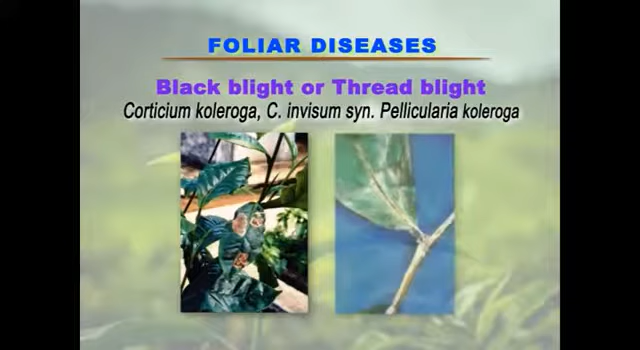 FOLIAR DISEASES
Black blight or Thread blight
Corticium koleroga, C. invisum syn. Pellicularia koleroga